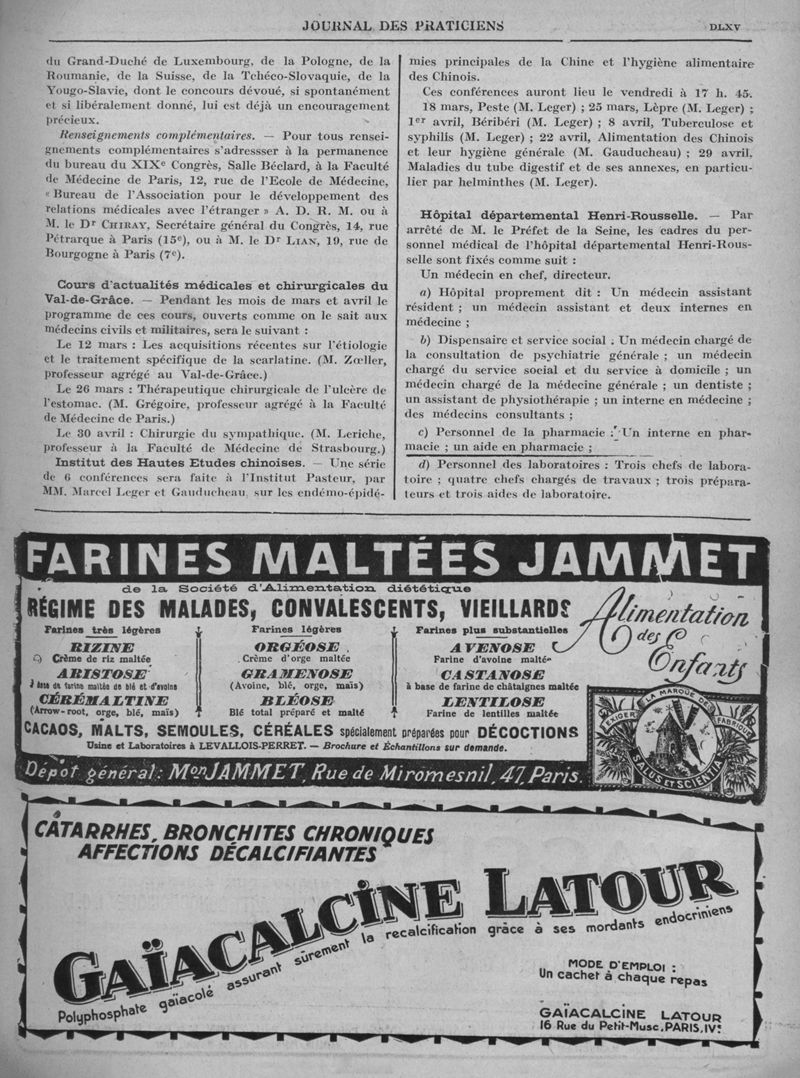 JOURNAL DES PRATICIENS
DLXV
du Grand-Duché de Luxembourg, de la Pologne, de la
Roumanie, de la Suisse, de la Tchéco-Slovaquie, de la
Yougo-Slavie, dont le concours dévoué, si spontanément
et si libéralement donné, lui est déjà un encouragement
précieux.
Renseignements complémentaires. — Pour tous rensei-
gnements complémentaires s'adressser à la permanence
du bureau du XIXe Congrès, Salle Béclard, à la Faculté
de Médecine de Paris, 12, rue de l'Ecole de Médecine,
« Bureau de l'Association pour le développement des
relations médicales avec l'étranger » A. D. R. M. ou à
M. le Dr CHIRAY, Secrétaire général du Congrès, 14, rue
Pétrarque à Paris (15e), ou à M. le Dr LIAN, 19, rue de
Bourgogne à Paris (7e).
Cours d'actualités médicales et chirurgicales du
Val-de-Grâce. — Pendant les mois de mars et avril le
programme de ces cours, ouverts comme on le sait aux
médecins civils et militaires, sera le suivant :
Le 12 mars : Les acquisitions récentes sur l'étiologie
et le traitement spécifique de la scarlatine. (M. Zœller,
professeur agrégé au Val-de-Grâce.)
Le 26 mars : Thérapeutique chirurgicale de l'ulcère de
l'estomac. (M. Grégoire, professeur agrégé à la Faculté
de Médecine de Paris.)
Le 30 avril : Chirurgie du sympathique. (M. Leriche,
professeur à la Faculté de Médecine de Strasbourg.)
Institut des Hautes Etudes chinoises. — Une série
de 6 conférences sera faite à l'Institut Pasteur, par
MM. Marcel Leger et Gauducheau sur les endémo-épidé-
mies principales de la Chine et l'hygiène alimentaire
des Chinois.
Ces conférences auront lieu le vendredi à 17 h. 45.
18 mars, Peste (M. Leger) ; 25 mars, Lèpre (M. Leger) ;
1er avril, Béribéri (M. Leger) ; 8 avril, Tuberculose et
syphilis (M. Leger) ; 22 avril, Alimentation des Chinois
et leur hygiène générale (M. Gauducheau) ; 29 avril,
Maladies du tube digestif et de ses annexes, en particu-
lier par helminthes (M. Leger).
Hôpital départemental Henri-Rousselle. — Par
arrêté de M. le Préfet de la Seine, les cadres du per-
sonnel médical de l'hôpital départemental Henri-Rous-
selle sont fixés comme suit :
Un médecin en chef, directeur.
a) Hôpital proprement dit : Un médecin assistant
résident ; un médecin assistant et deux internes en
médecine ;
b) Dispensaire et service social : Un médecin chargé de
la consultation de psychiatrie générale ; un médecin
chargé du service social et du service à domicile ; un
médecin chargé de la médecine générale ; un dentiste ;
un assistant de physiothérapie ; un interne en médecine ;
des médecins consultants ;
c) Personnel de la pharmacie : Un interne en phar-
macie ; un aide en pharmacie ;
d) Personnel des laboratoires : Trois chefs de labora-
toire ; quatre chefs chargés de travaux ; trois prépara-
teurs et trois aides de laboratoire.
FARINES MALTÉES JAMMET
de la Société d'Alimentation diététique
RÉGIME DES MALADES, CONVALESCENTS, VIEILLARDS
Alimentation
des
Enfants
Farines très légères
RIZINE
Crème de riz maltée
ARISTOSE
à base de farine maltée de blé et d'avoine
CÉRÉMALTINE
(Arrow-root, orge, blé, maïs)
Farines légères
ORGÉOSE
Crème d'orge maltée
GRAMENOSE
(Avoine, blé, orge, maïs)
BLÉOSE
Blé total préparé et malté
Farines plus substantielles
AVENOSE
Farine d'avoine maltée
CASTANOSE
à base de farine de châtaignes maltée
LENTILOSE
Farine de lentilles maltée
CACAOS, MALTS, SEMOULES, CÉRÉALES spécialement préparées pour DÉCOCTIONS
Usine et Laboratoires à LEVALLOIS-PERRET. — Brochure et Échantillons sur demande.
Dépôt général: Mon JAMMET, Rue de Miromesnil, 47, Paris.
EXIGER LA MARQUE DE FABRIQUE
SALUS ET SCIENTIA
CATARRHES, BRONCHITES CHRONIQUES
AFFECTIONS DÉCALCIFIANTES
GAÏACALCINE LATOUR
Polyphosphate gaïacolé assurant sûrement la recalcification grâce à ses mordants endocriniens
MODE D'EMPLOI :
Un cachet à chaque repas
GAÏACALCINE LATOUR
16 Rue du Petit-Musc, PARIS, IVe